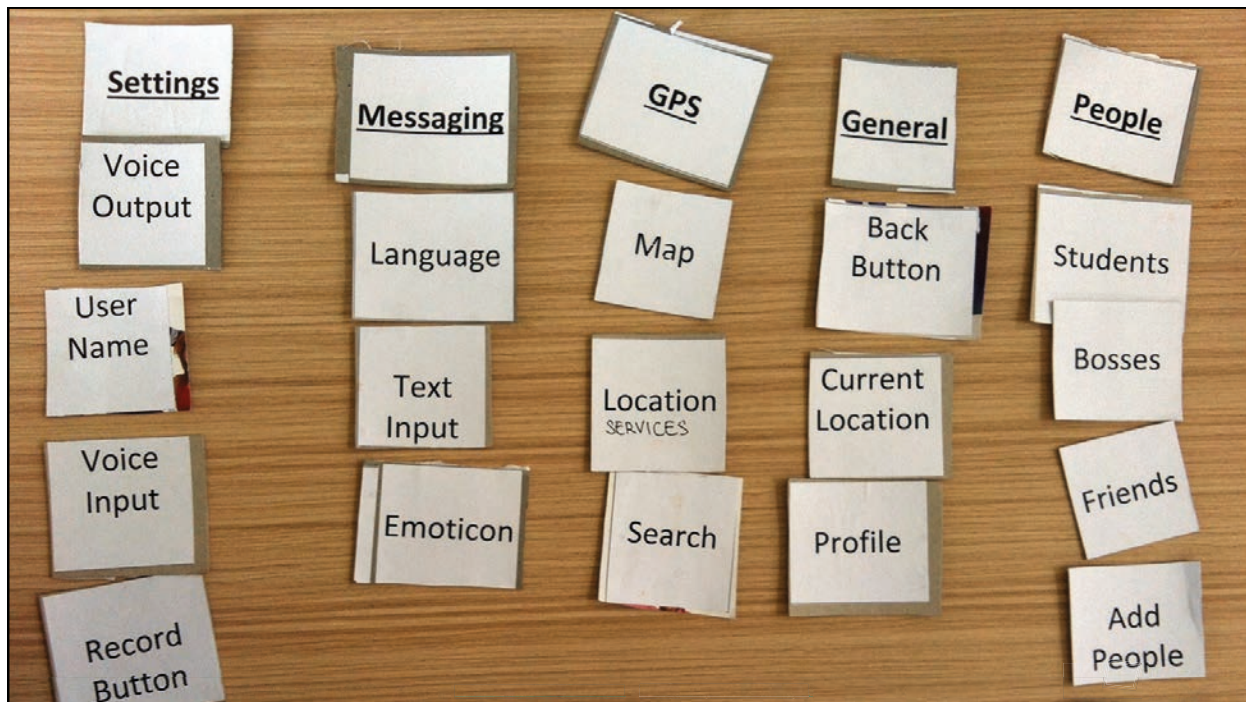 Settings
Voice
Output
User
Name
Voice
Input
Record
Button
Messaging
Language
Text
Input
Emoticon
GPS
Map
Location
SERVICES
Search
General
Back
Button
Current
Location
Profile
People
Students
Bosses
Friends
Add
People